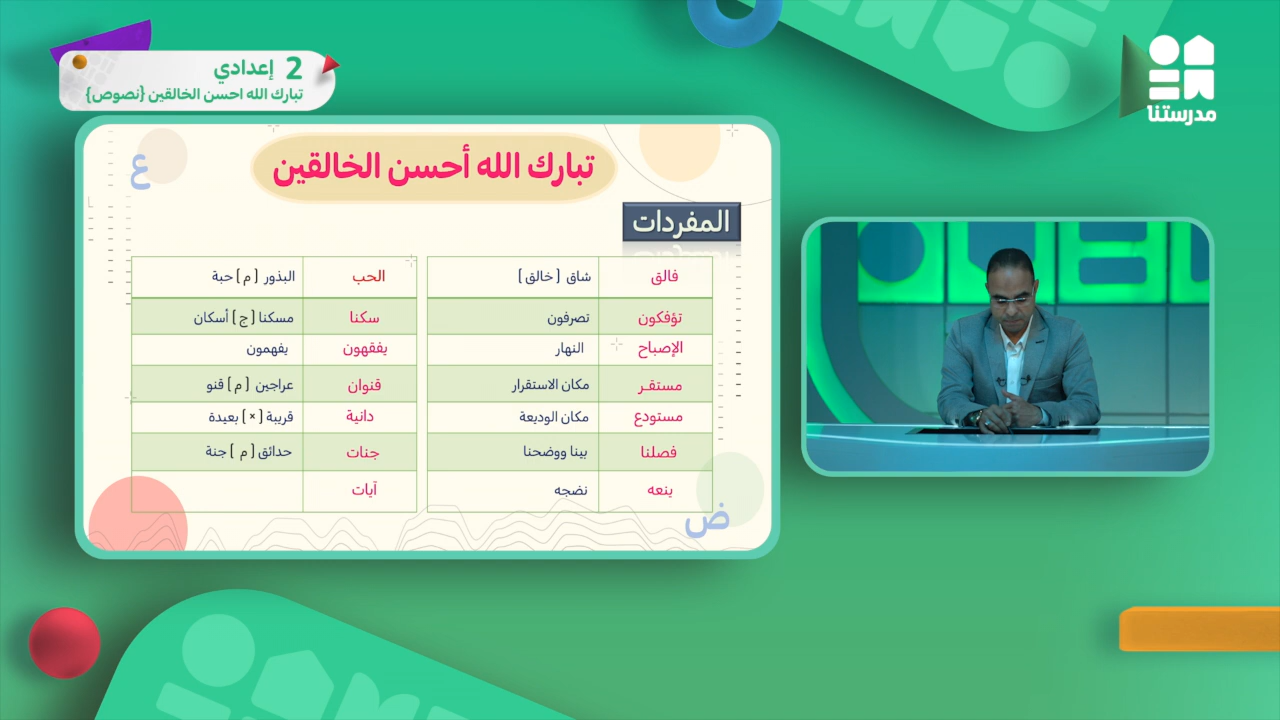 2 إعدادي
تبارك الله احسن الخالقين {نصوص}
مدرستنا
تبارك الله أحسن الخالقين
ع
المفردات
فالق شاق [ خالق ] الحب البذور [ م ] حبة
تؤفكون تصرفون سكنا مسكنا [ ج ] أسكان
الإصباح النهار يفقهون يفهمون
مستقـر مكان الاستقرار قنوان عراجين [ م ] قنو
مستودع مكان الوديعة دانية قريبة [ × ] بعيدة
فصلنا بينا ووضحنا جنات حدائق [ م ] جنة
ينعه نضجه آيات
ض